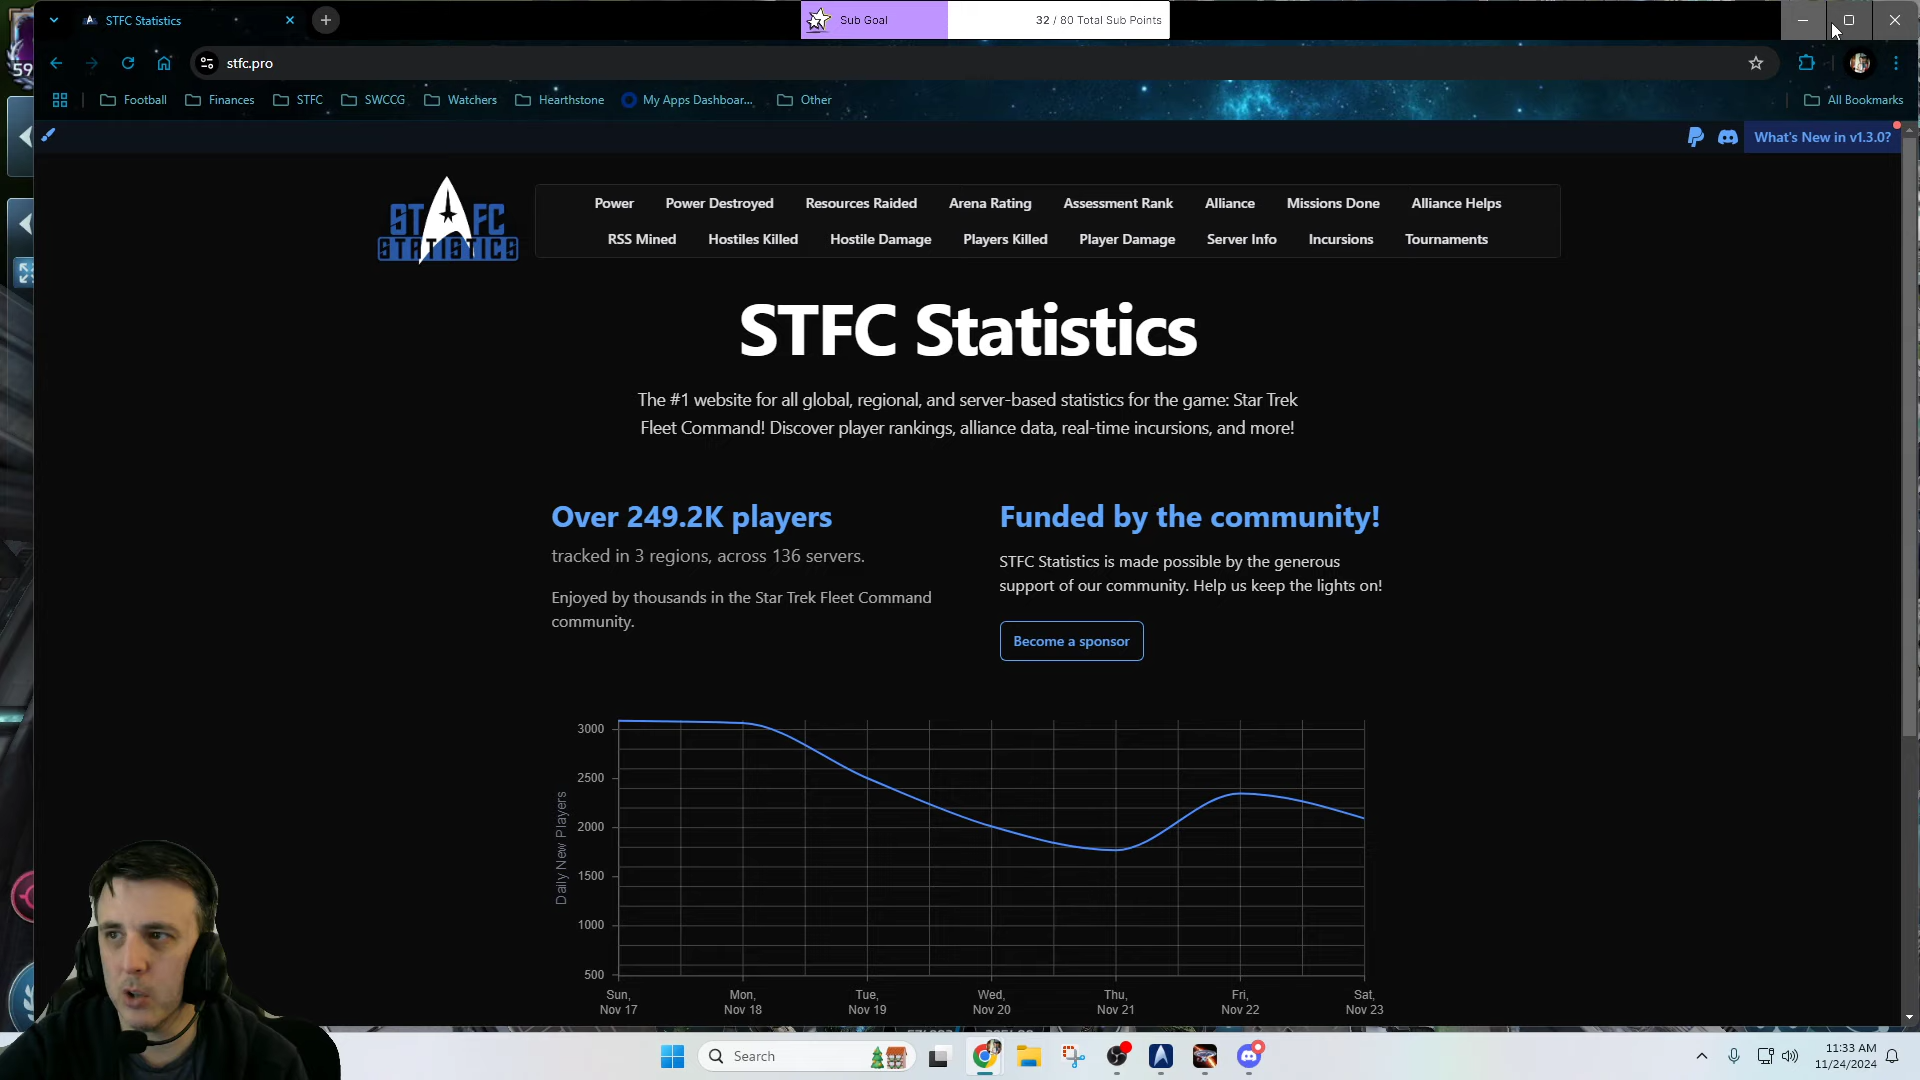 STFC Statistics
Sub Goal
32 / 80 Total Sub Points
59
stfc.pro
Football
Finances
STFC
SWCCG
Watchers
Hearthstone
My Apps Dashboar...
Other
All Bookmarks
What's New in v1.3.0?
ST FC
STATISTICS
Power
Power Destroyed
Resources Raided
Arena Rating
Assessment Rank
Alliance
Missions Done
Alliance Helps
RSS Mined
Hostiles Killed
Hostile Damage
Players Killed
Player Damage
Server Info
Incursions
Tournaments
STFC Statistics
The #1 website for all global, regional, and server-based statistics for the game: Star Trek
Fleet Command! Discover player rankings, alliance data, real-time incursions, and more!
Over 249.2K players
tracked in 3 regions, across 136 servers.
Enjoyed by thousands in the Star Trek Fleet Command
community.
Funded by the community!
STFC Statistics is made possible by the generous
support of our community. Help us keep the lights on!
Become a sponsor
Daily New Players
3000
2500
2000
1500
1000
500
Sun,
Nov 17
Mon,
Nov 18
Tue,
Nov 19
Wed,
Nov 20
Thu,
Nov 21
Fri,
Nov 22
Sat,
Nov 23
Search
11:33 AM
11/24/2024